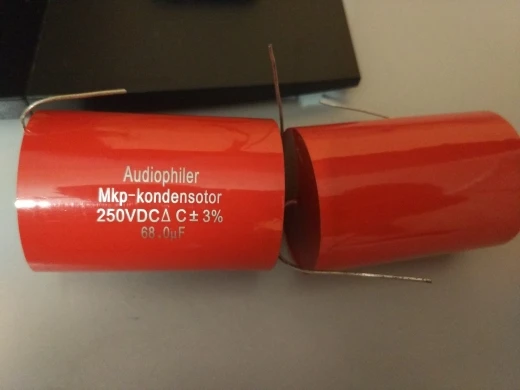 Audiophiler
Mkp-kondensotor
250VDCΔ C± 3%
68.0µF